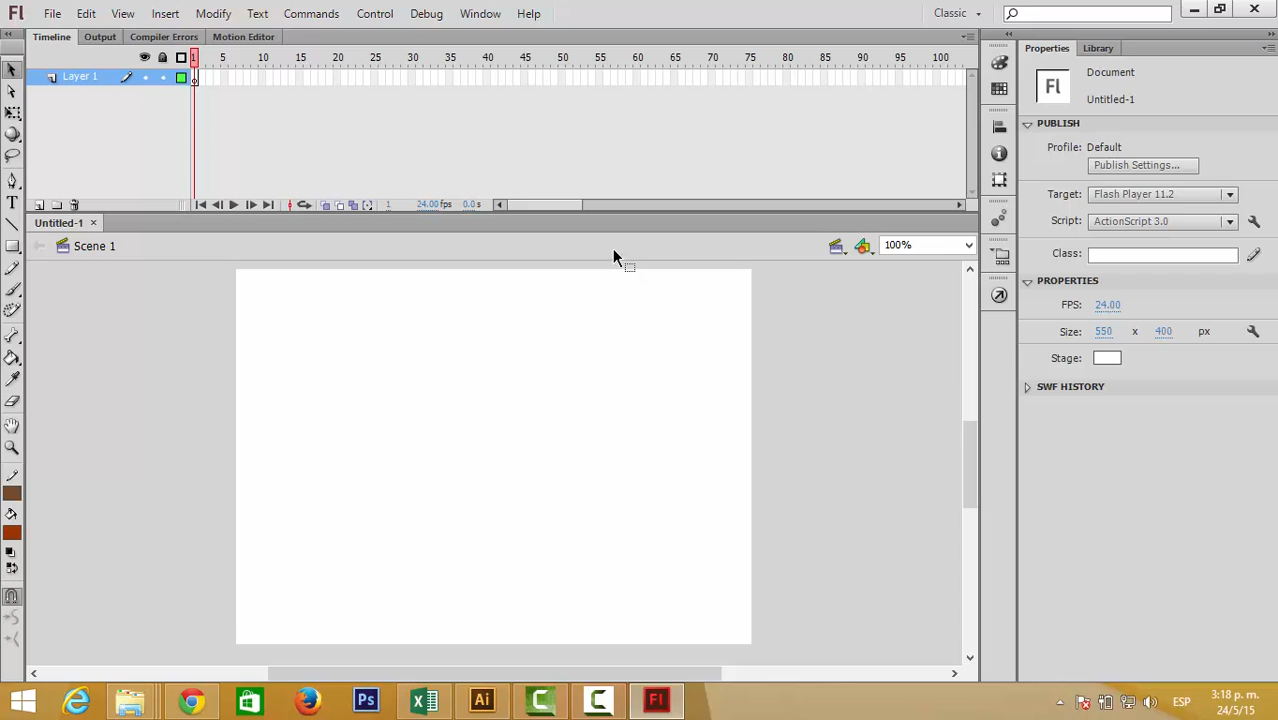 Fl File Edit View Insert Modify Text Commands Control Debug Window Help Classic
Timeline Output Compiler Errors Motion Editor
1 5 10 15 20 25 30 35 40 45 50 55 60 65 70 75 80 85 90 95 100
Layer 1
1 24.00 fps 0.0 s
Untitled-1
Scene 1 100%
Properties Library
Fl
Document
Untitled-1
PUBLISH
Profile: Default
Publish Settings...
Target: Flash Player 11.2
Script: ActionScript 3.0
Class:
PROPERTIES
FPS: 24.00
Size: 550 x 400 px
Stage:
SWF HISTORY
T
Ps Ai Fl
ESP
3:18 p. m.
24/5/15